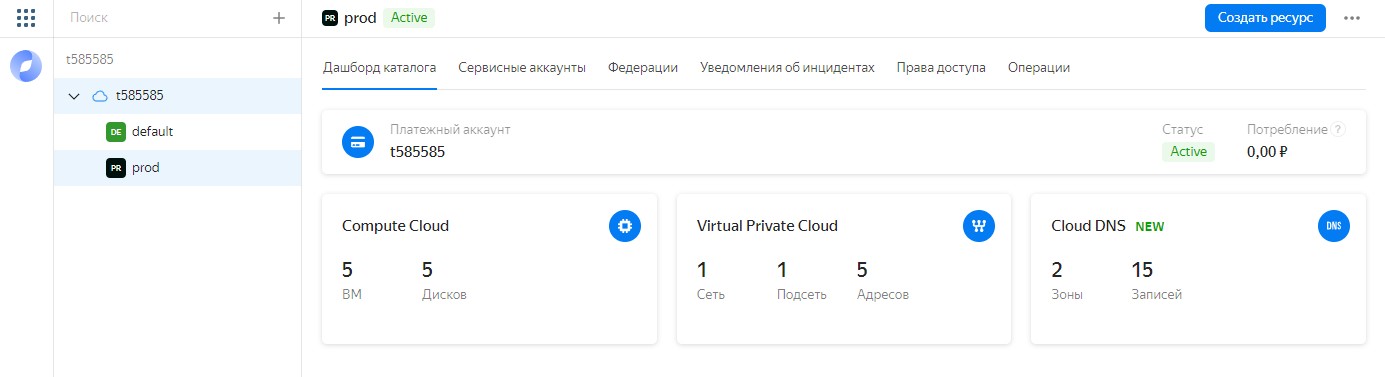 Поиск
PR prod Active
Создать ресурс
t585585
t585585
DE default
PR prod
Дашборд каталога Сервисные аккаунты Федерации Уведомления об инцидентах Права доступа Операции
Платежный аккаунт Статус Потребление ?
t585585 Active 0,00 ₽
Compute Cloud
5 5
ВМ Дисков
Virtual Private Cloud
1 1 5
Сеть Подсеть Адресов
Cloud DNS NEW DNS
2 15
Зоны Записей